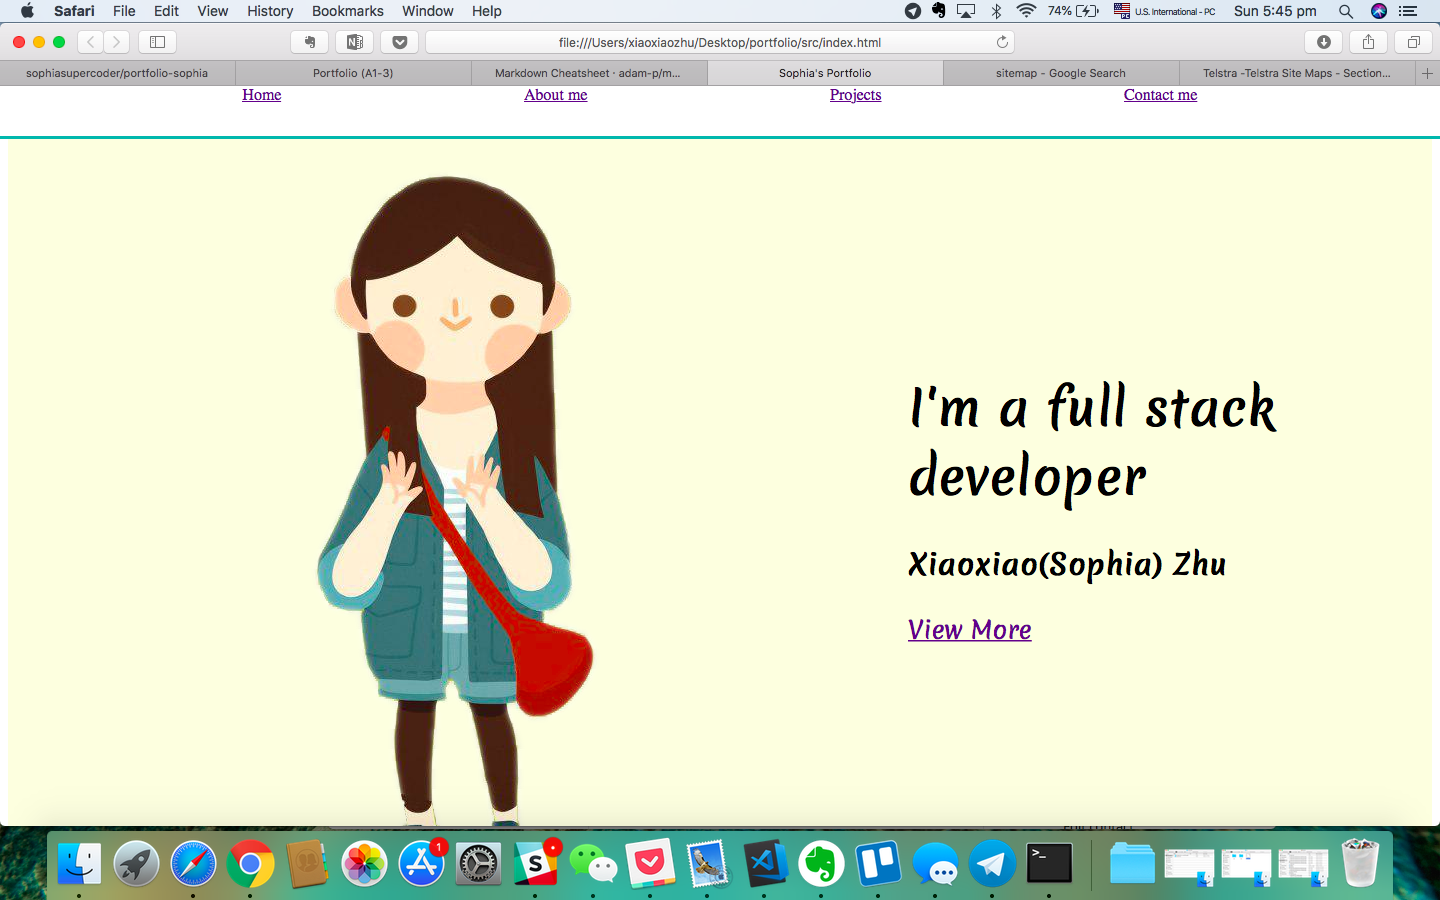 Safari File Edit View History Bookmarks Window Help 74% U.S. International - PC Sun 5:45 pm
file:///Users/xiaoxiaozhu/Desktop/portfolio/src/index.html
sophiasupercoder/portfolio-sophia Portfolio (A1-3) Markdown Cheatsheet · adam-p/m... Sophia's Portfolio sitemap - Google Search Telstra -Telstra Site Maps - Section...
Home About me Projects Contact me
I'm a full stack
developer
Xiaoxiao(Sophia) Zhu
View More
1